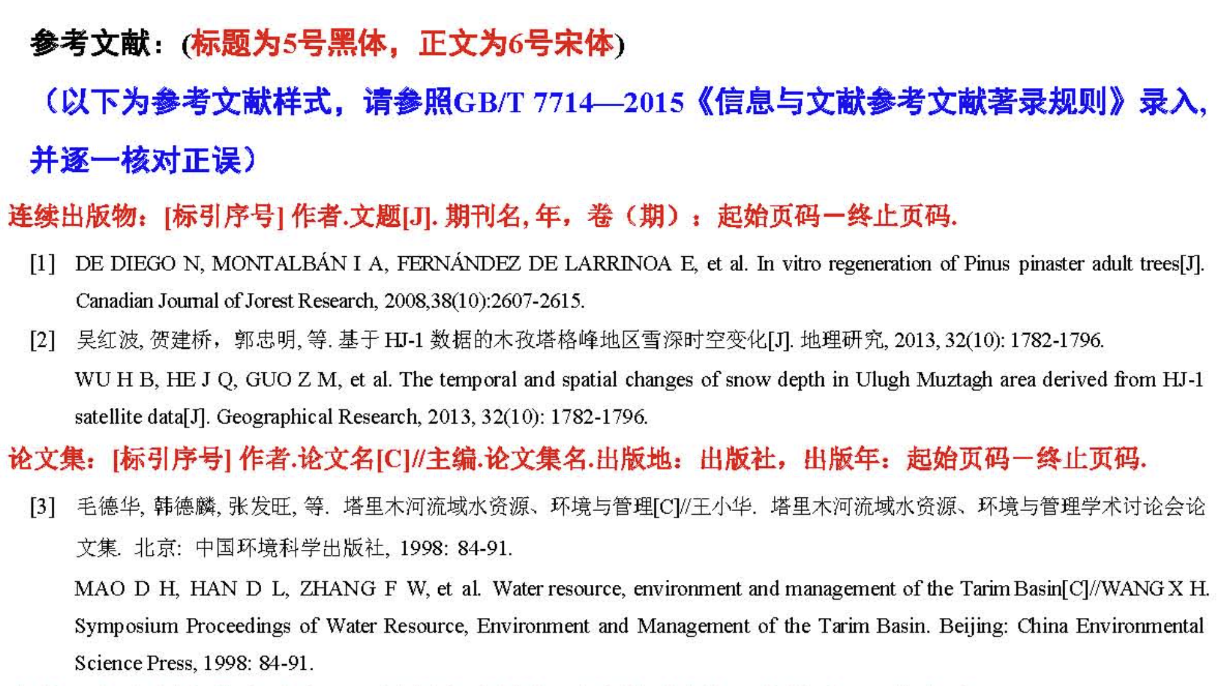 参考文献：(标题为5号黑体，正文为6号宋体)
（以下为参考文献样式，请参照GB/T 7714—2015《信息与文献参考文献著录规则》录入,
并逐一核对正误）
连续出版物：[标引序号] 作者.文题[J]. 期刊名, 年，卷（期）：起始页码－终止页码.
[1] DE DIEGO N, MONTALBÁN I A, FERNÁNDEZ DE LARRINOA E, et al. In vitro regeneration of Pinus pinaster adult trees[J].
Canadian Journal of Jorest Research, 2008,38(10):2607-2615.
[2] 吴红波, 贺建桥，郭忠明, 等. 基于 HJ-1 数据的木孜塔格峰地区雪深时空变化[J]. 地理研究, 2013, 32(10): 1782-1796.
WU H B, HE J Q, GUO Z M, et al. The temporal and spatial changes of snow depth in Ulugh Muztagh area derived from HJ-1
satellite data[J]. Geographical Research, 2013, 32(10): 1782-1796.
论文集：[标引序号] 作者.论文名[C]//主编.论文集名.出版地：出版社，出版年：起始页码－终止页码.
[3] 毛德华, 韩德麟, 张发旺, 等. 塔里木河流域水资源、环境与管理[C]//王小华. 塔里木河流域水资源、环境与管理学术讨论会论
文集. 北京: 中国环境科学出版社, 1998: 84-91.
MAO D H, HAN D L, ZHANG F W, et al. Water resource, environment and management of the Tarim Basin[C]//WANG X H.
Symposium Proceedings of Water Resource, Environment and Management of the Tarim Basin. Beijing: China Environmental
Science Press, 1998: 84-91.